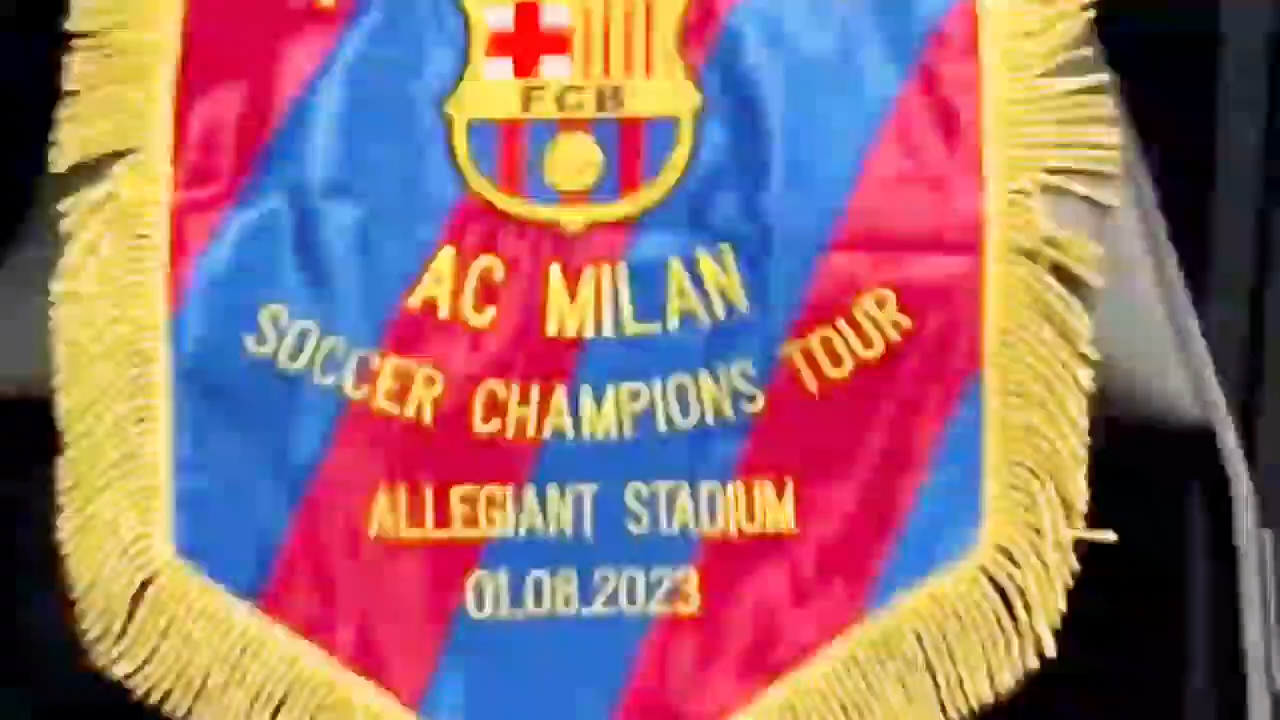 FCB
AC MILAN
SOCCER CHAMPIONS TOUR
ALLEGIANT STADIUM
01.08.2023